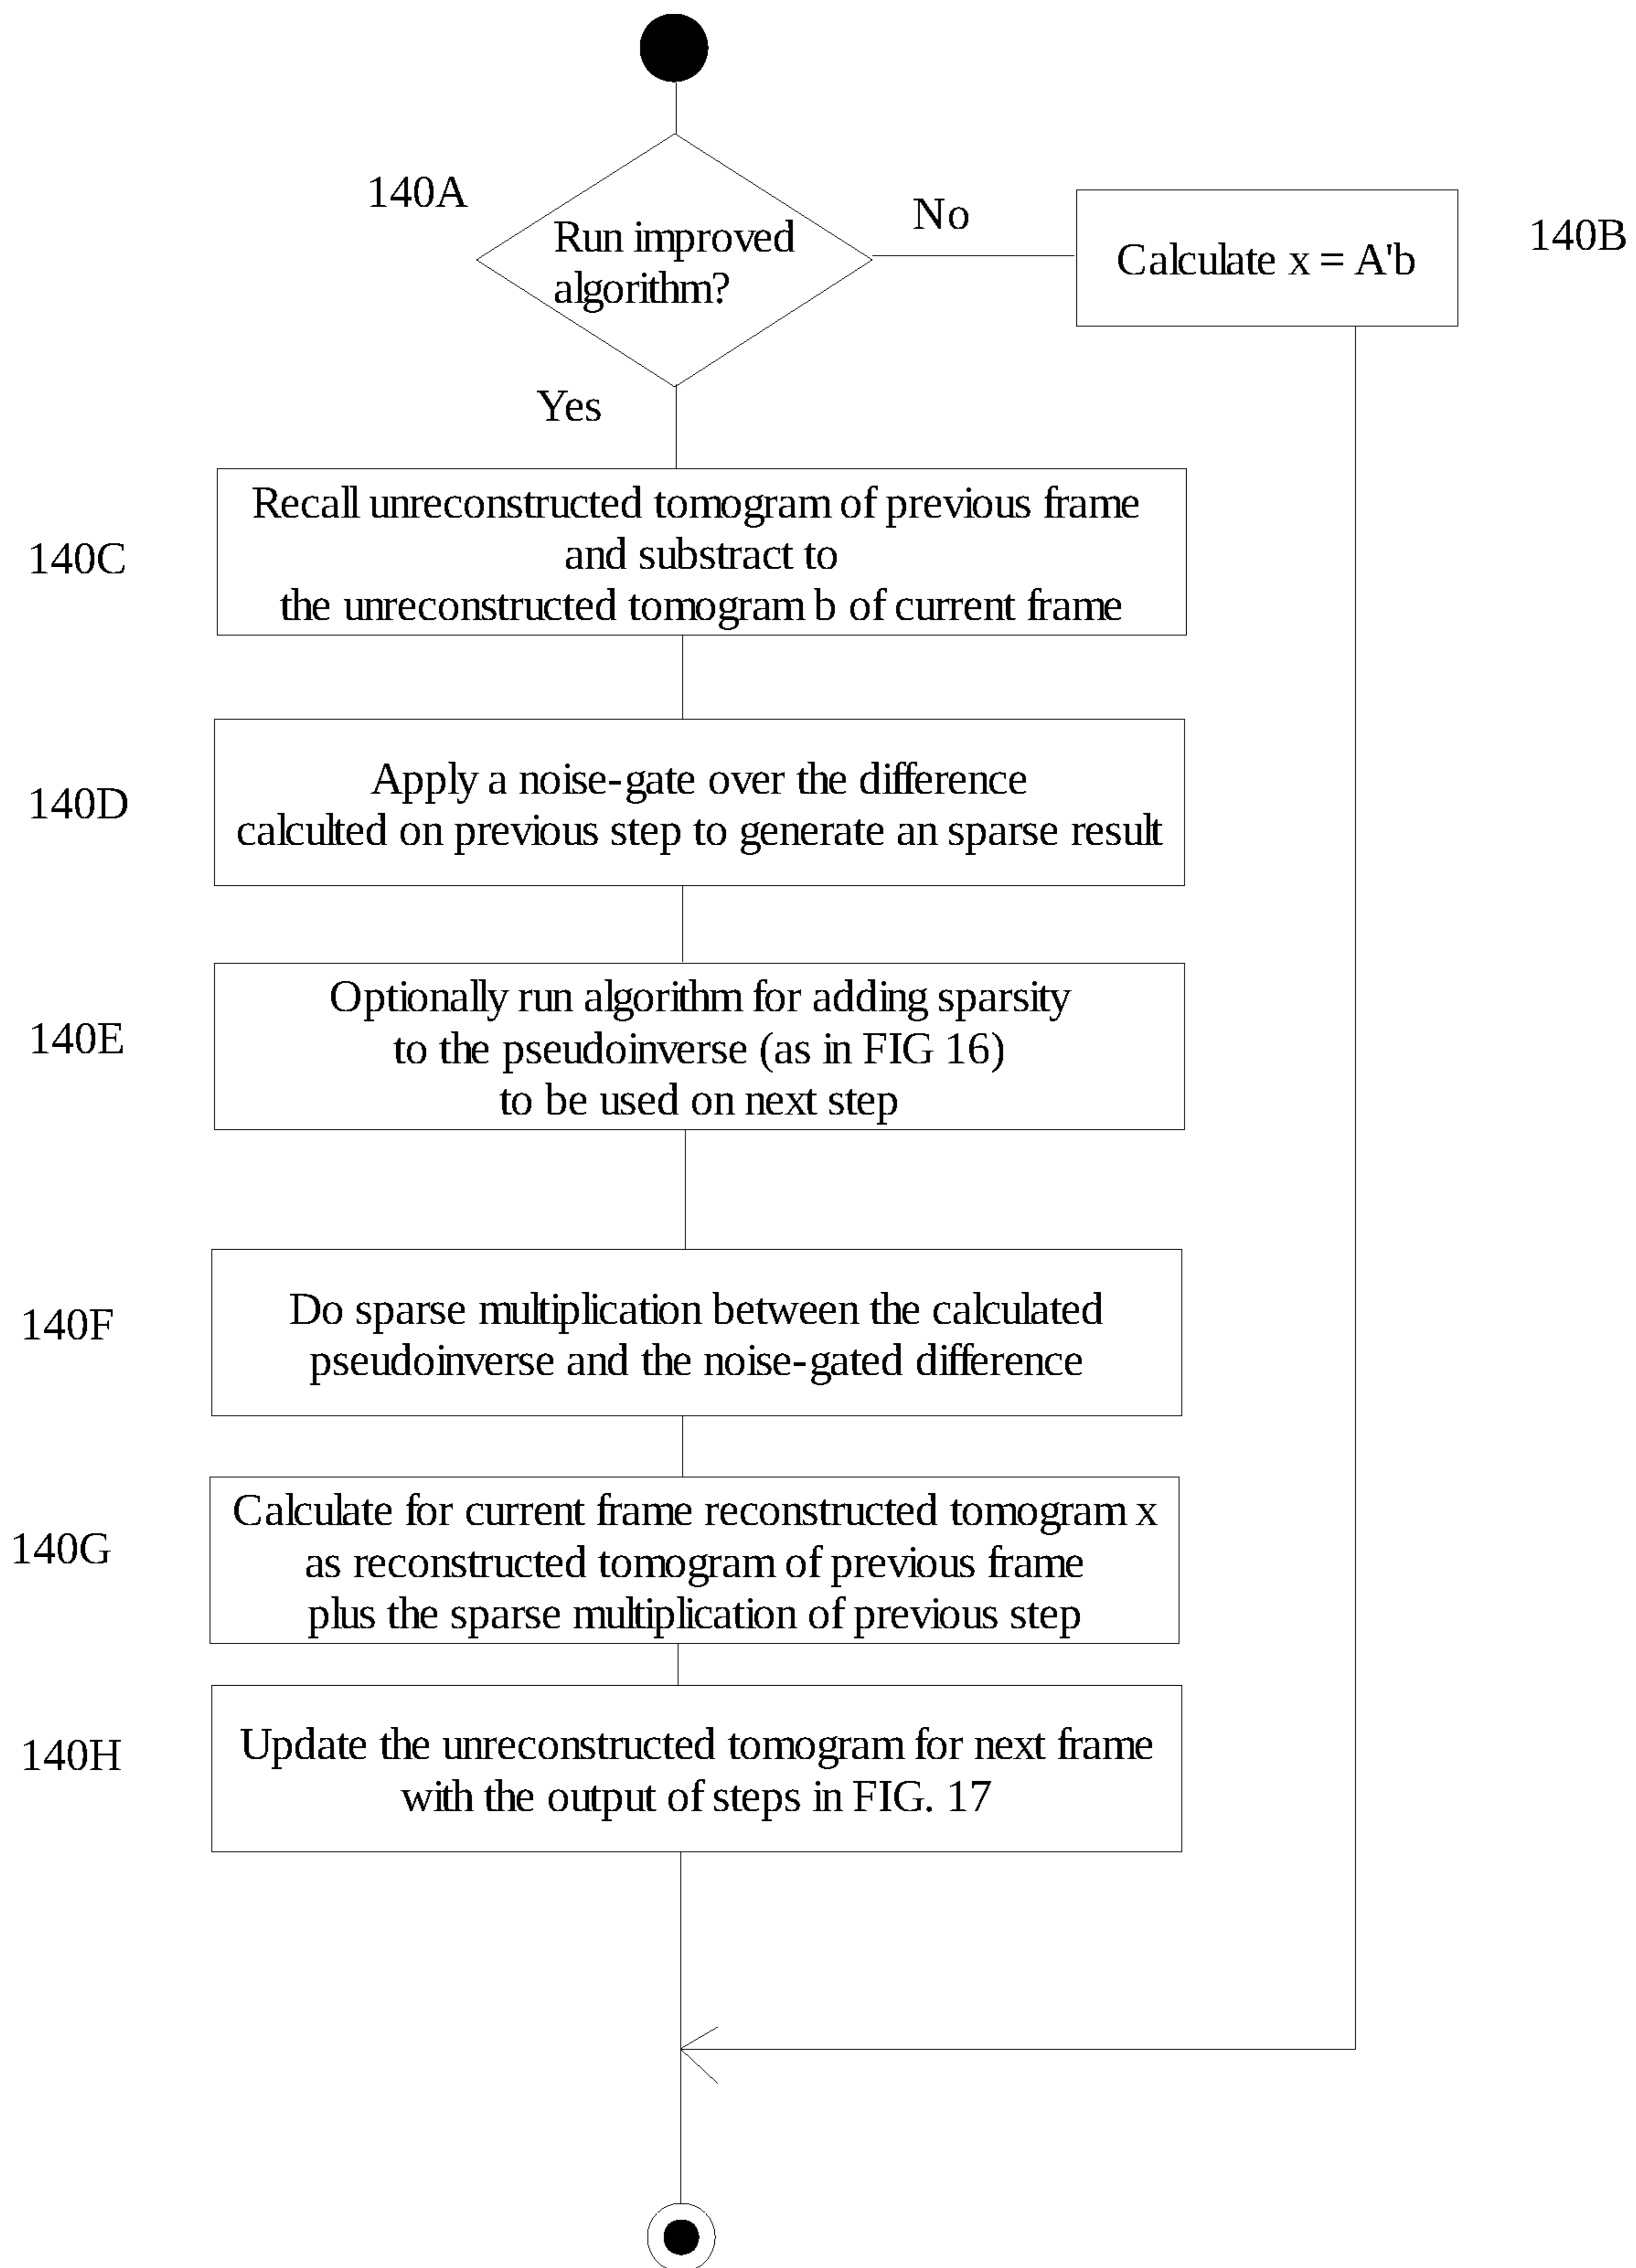 140A
Run improved
algorithm?
No
Calculate x = A'b
140B
Yes
140C
Recall unreconstructed tomogram of previous frame
and substract to
the unreconstructed tomogram b of current frame
140D
Apply a noise-gate over the difference
calculted on previous step to generate an sparse result
140E
Optionally run algorithm for adding sparsity
to the pseudoinverse (as in FIG 16)
to be used on next step
140F
Do sparse multiplication between the calculated
pseudoinverse and the noise-gated difference
140G
Calculate for current frame reconstructed tomogram x
as reconstructed tomogram of previous frame
plus the sparse multiplication of previous step
140H
Update the unreconstructed tomogram for next frame
with the output of steps in FIG. 17